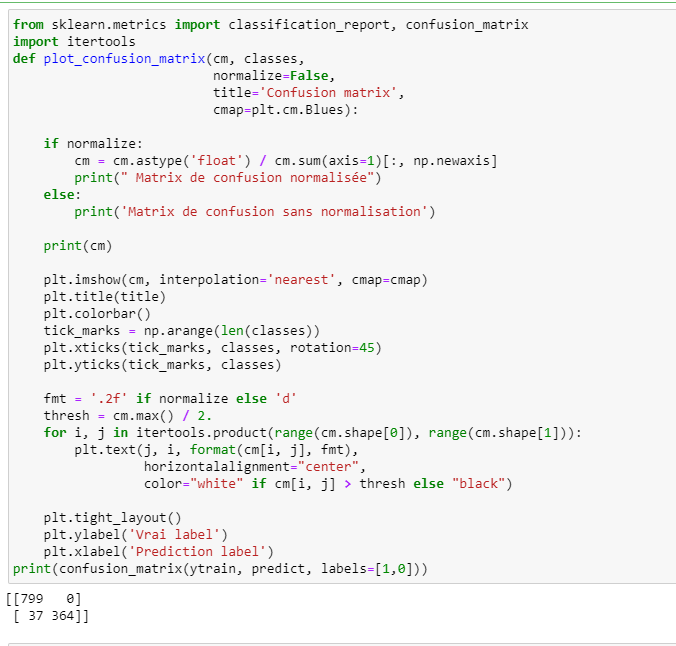 from sklearn.metrics import classification_report, confusion_matrix
import itertools
def plot_confusion_matrix(cm, classes,
                          normalize=False,
                          title='Confusion matrix',
                          cmap=plt.cm.Blues):

    if normalize:
        cm = cm.astype('float') / cm.sum(axis=1)[:, np.newaxis]
        print(" Matrix de confusion normalisée")
    else:
        print('Matrix de confusion sans normalisation')

    print(cm)

    plt.imshow(cm, interpolation='nearest', cmap=cmap)
    plt.title(title)
    plt.colorbar()
    tick_marks = np.arange(len(classes))
    plt.xticks(tick_marks, classes, rotation=45)
    plt.yticks(tick_marks, classes)

    fmt = '.2f' if normalize else 'd'
    thresh = cm.max() / 2.
    for i, j in itertools.product(range(cm.shape[0]), range(cm.shape[1])):
        plt.text(j, i, format(cm[i, j], fmt),
                 horizontalalignment="center",
                 color="white" if cm[i, j] > thresh else "black")

    plt.tight_layout()
    plt.ylabel('Vrai label')
    plt.xlabel('Prediction label')
print(confusion_matrix(ytrain, predict, labels=[1,0]))
[[799   0]
 [ 37 364]]